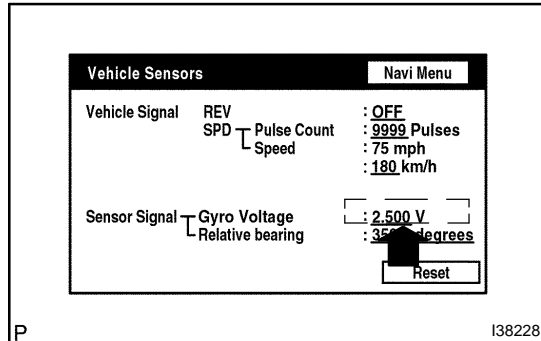 Vehicle Sensors Navi Menu
Vehicle Signal REV : OFF
SPD Pulse Count : 9999 Pulses
Speed : 75 mph
: 180 km/h
Sensor Signal Gyro Voltage : 2.500 V
Relative bearing : degrees
Reset
P I38228